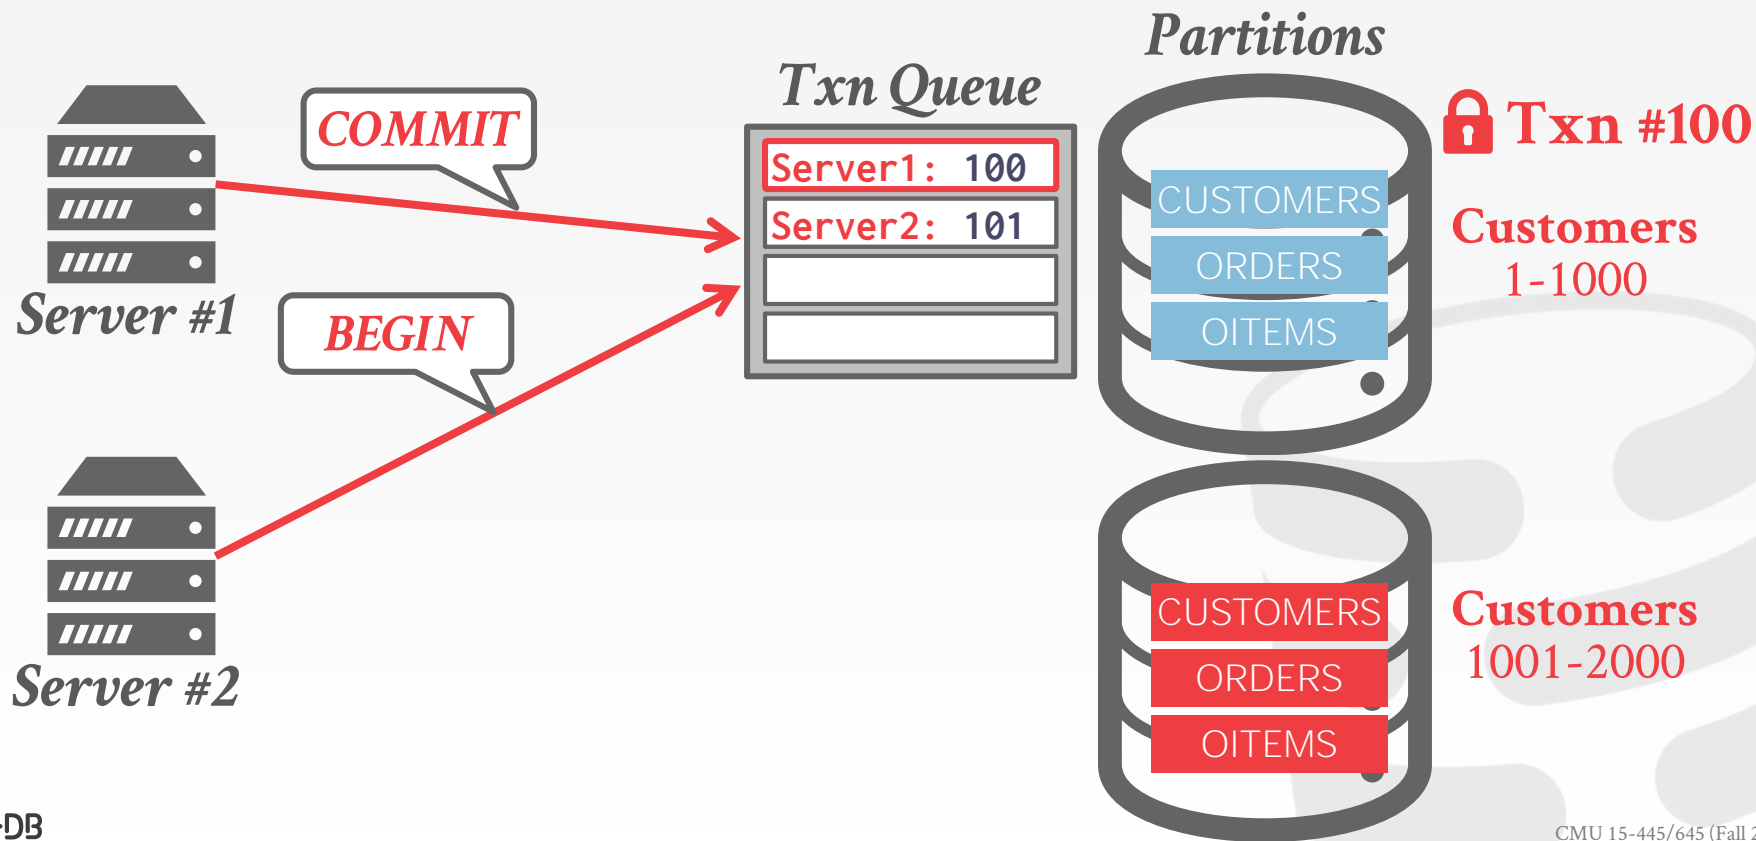 Partitions
Txn Queue
Txn #100
COMMIT
Server1: 100
Server2: 101
CUSTOMERS
ORDERS
OITEMS
Customers
1-1000
Server #1
BEGIN
Server #2
CUSTOMERS
ORDERS
OITEMS
Customers
1001-2000
DB
CMU 15-445/645 (Fall 2